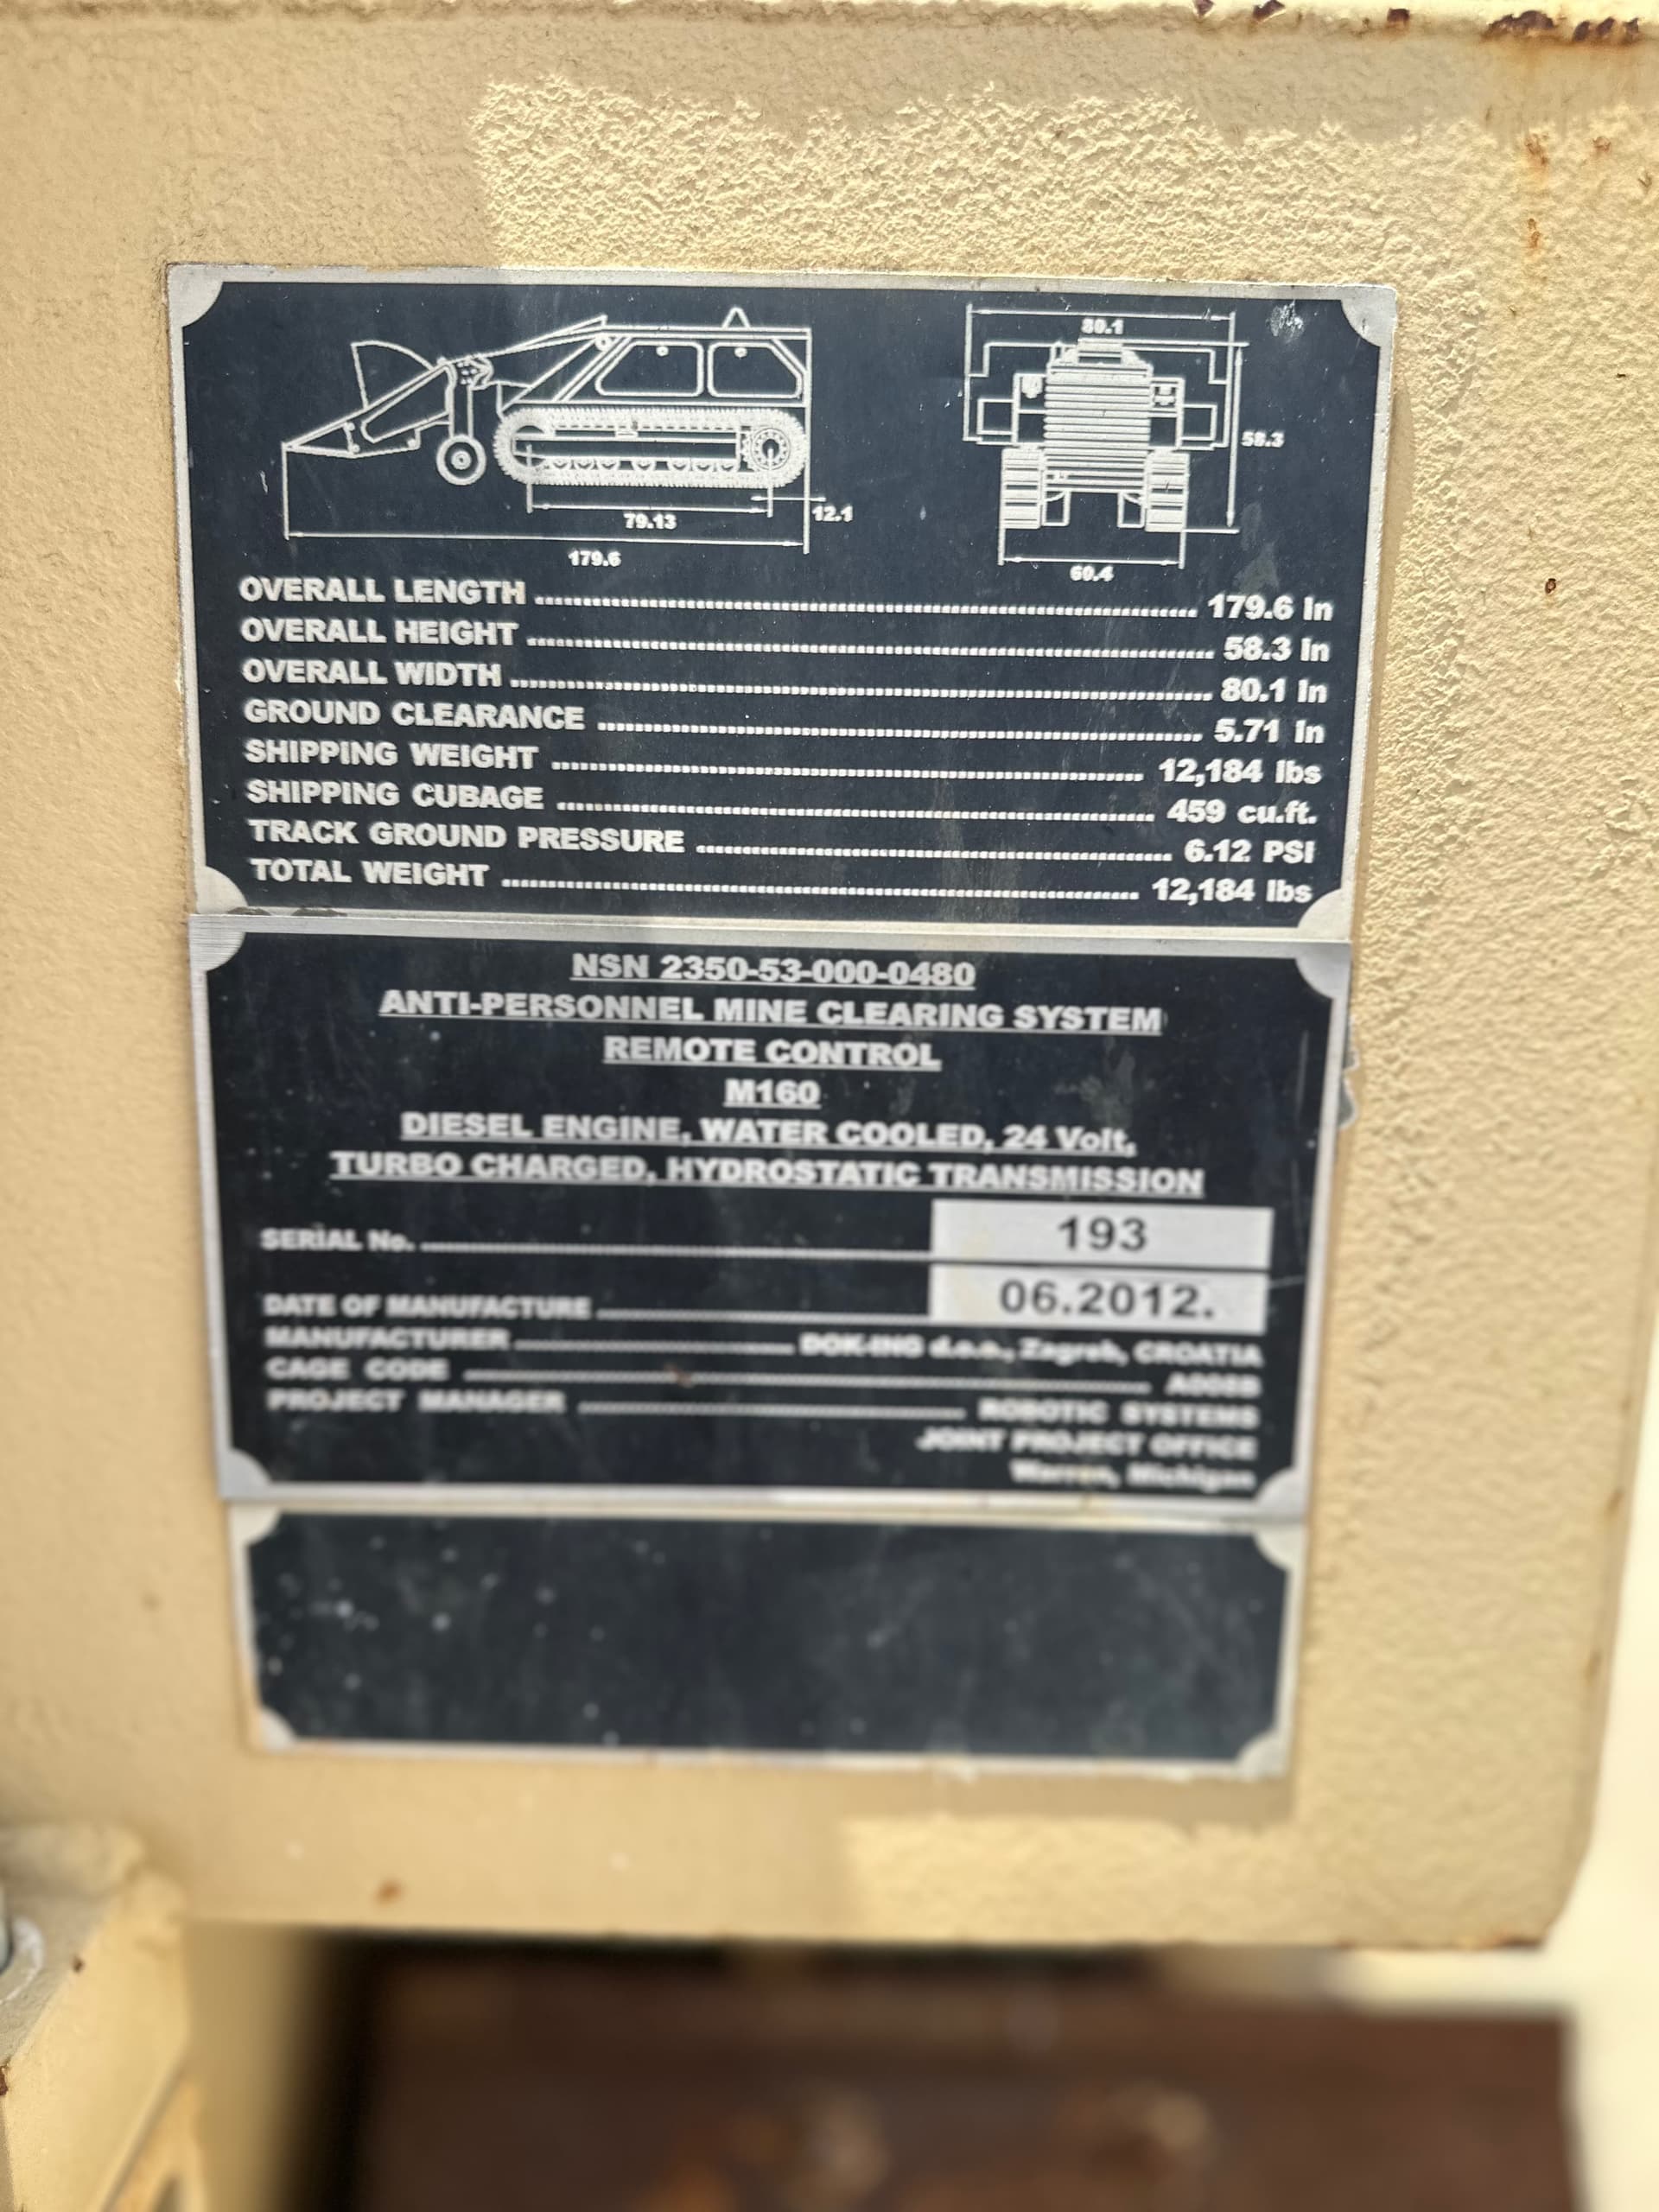 80.1
58.3
79.13
12.1
179.6
60.4
OVERALL LENGTH 179.6 in
OVERALL HEIGHT 58.3 in
OVERALL WIDTH 80.1 in
GROUND CLEARANCE 5.71 in
SHIPPING WEIGHT 12,184 lbs
SHIPPING CUBAGE 459 cu.ft.
TRACK GROUND PRESSURE 6.12 PSI
TOTAL WEIGHT 12,184 lbs
NSN 2350-53-000-0480
ANTI-PERSONNEL MINE CLEARING SYSTEM
REMOTE CONTROL
M160
DIESEL ENGINE, WATER COOLED, 24 Volt,
TURBO CHARGED, HYDROSTATIC TRANSMISSION
SERIAL No. 193
DATE OF MANUFACTURE 06.2012.
MANUFACTURER DOK-ING d.o.o., Zagreb, CROATIA
CAGE CODE
PROJECT MANAGER ROBOTIC SYSTEMS
JOINT PROJECT OFFICE
Warren, Michigan